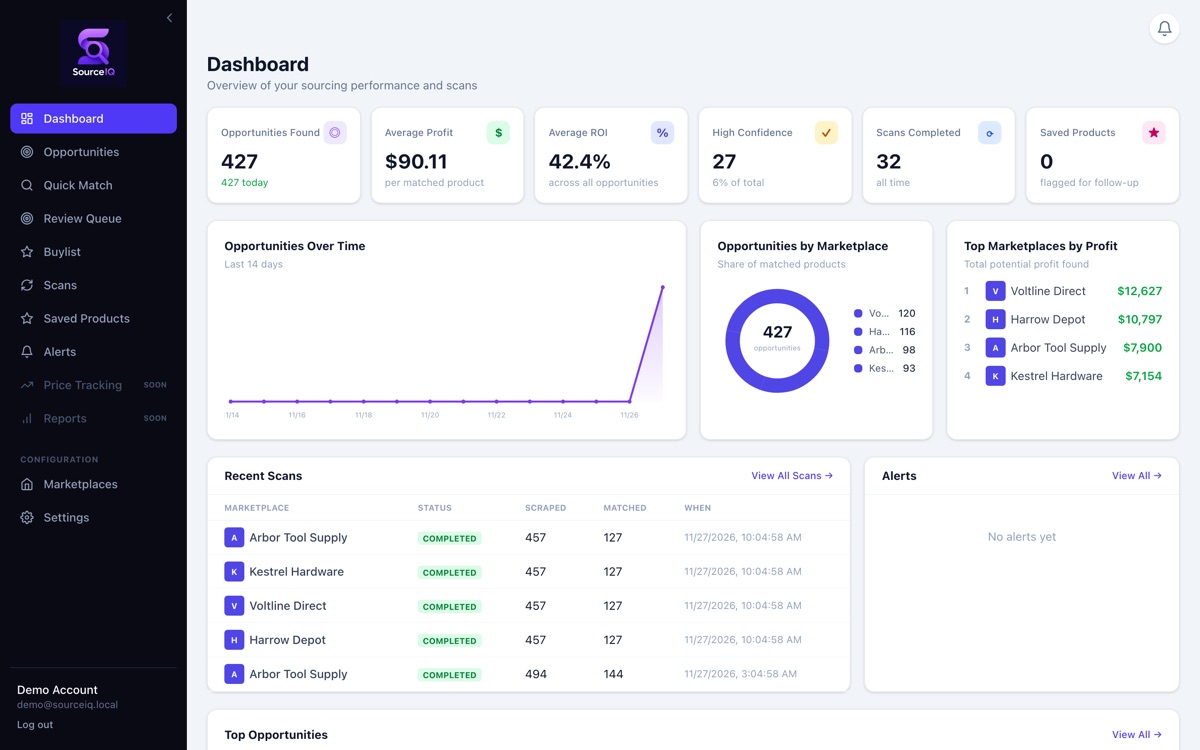 SourceIQ
Dashboard
Opportunities
Quick Match
Review Queue
Buylist
Scans
Saved Products
Alerts
Price Tracking SOON
Reports SOON
CONFIGURATION
Marketplaces
Settings
Demo Account
demo@sourceiq.local
Log out
Dashboard
Overview of your sourcing performance and scans
Opportunities Found
427
427 today
Average Profit $
$90.11
per matched product
Average ROI %
42.4%
across all opportunities
High Confidence ✓
27
6% of total
Scans Completed
32
all time
Saved Products ★
0
flagged for follow-up
Opportunities Over Time
Last 14 days
1/14 11/16 11/18 11/20 11/22 11/24 11/26
Opportunities by Marketplace
Share of matched products
427
opportunities
Vo... 120
Ha... 116
Arb... 98
Kes... 93
Top Marketplaces by Profit
Total potential profit found
1 V Voltline Direct $12,627
2 H Harrow Depot $10,797
3 A Arbor Tool Supply $7,900
4 K Kestrel Hardware $7,154
Recent Scans View All Scans →
MARKETPLACE STATUS SCRAPED MATCHED WHEN
A Arbor Tool Supply COMPLETED 457 127 11/27/2026, 10:04:58 AM
K Kestrel Hardware COMPLETED 457 127 11/27/2026, 10:04:58 AM
V Voltline Direct COMPLETED 457 127 11/27/2026, 10:04:58 AM
H Harrow Depot COMPLETED 457 127 11/27/2026, 10:04:58 AM
A Arbor Tool Supply COMPLETED 494 144 11/27/2026, 3:04:58 AM
Alerts View All →
No alerts yet
Top Opportunities View All →